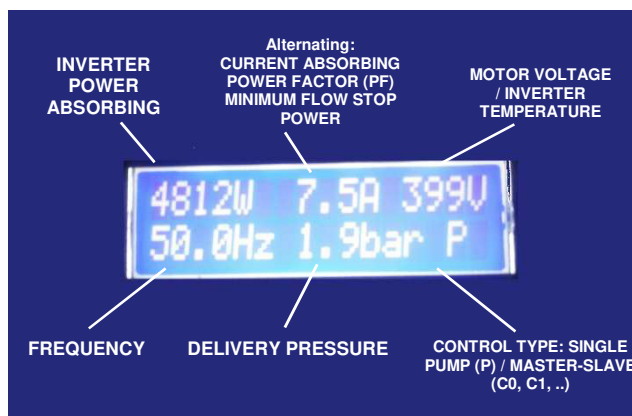 INVERTER
POWER
ABSORBING
Alternating:
CURRENT ABSORBING
POWER FACTOR (PF)
MINIMUM FLOW STOP
POWER
MOTOR VOLTAGE
/ INVERTER
TEMPERATURE
4812W 7.5A 399V
50.0Hz 1.9bar P
FREQUENCY
DELIVERY PRESSURE
CONTROL TYPE: SINGLE
PUMP (P) / MASTER-SLAVE
(C0, C1, ..)